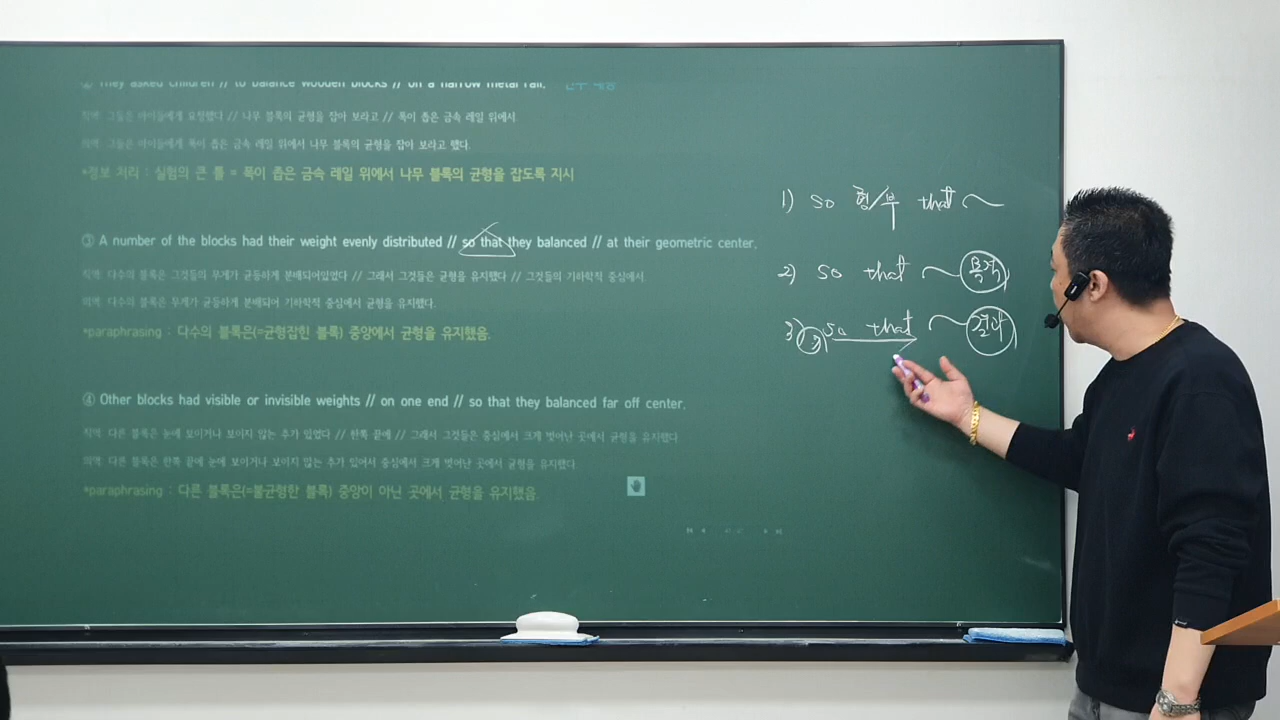 ② They asked children // to balance wooden blocks // on a narrow metal rail.
직역: 그들은 아이들에게 요청했다 // 나무 블록의 균형을 잡아 보라고 // 폭이 좁은 금속 레일 위에서
의역: 그들은 아이들에게 폭이 좁은 금속 레일 위에서 나무 블록의 균형을 잡아 보라고 했다.
*정보 처리 : 실험의 큰 틀 = 폭이 좁은 금속 레일 위에서 나무 블록의 균형을 잡도록 지시
③ A number of the blocks had their weight evenly distributed // so that they balanced // at their geometric center.
직역: 다수의 블록은 그것들의 무게가 균등하게 분배되어있었다 // 그래서 그것들은 균형을 유지했다 // 그것들의 기하학적 중심에서
의역: 다수의 블록은 무게가 균등하게 분배되어 기하학적 중심에서 균형을 유지했다.
*paraphrasing : 다수의 블록은(=균형잡힌 블록) 중앙에서 균형을 유지했음.
④ Other blocks had visible or invisible weights // on one end // so that they balanced far off center.
직역: 다른 블록은 눈에 보이거나 보이지 않는 추가 있었다 // 한쪽 끝에 // 그래서 그것들은 중심에서 크게 벗어난 곳에서 균형을 유지했다
의역: 다른 블록은 한쪽 끝에 눈에 보이거나 보이지 않는 추가 있어서 중심에서 크게 벗어난 곳에서 균형을 유지했다.
*paraphrasing : 다른 블록은(=불균형한 블록) 중앙이 아닌 곳에서 균형을 유지했음.
1) so 형/부 that ~
2) so that ~ 목적
3) , so that ~ 결과